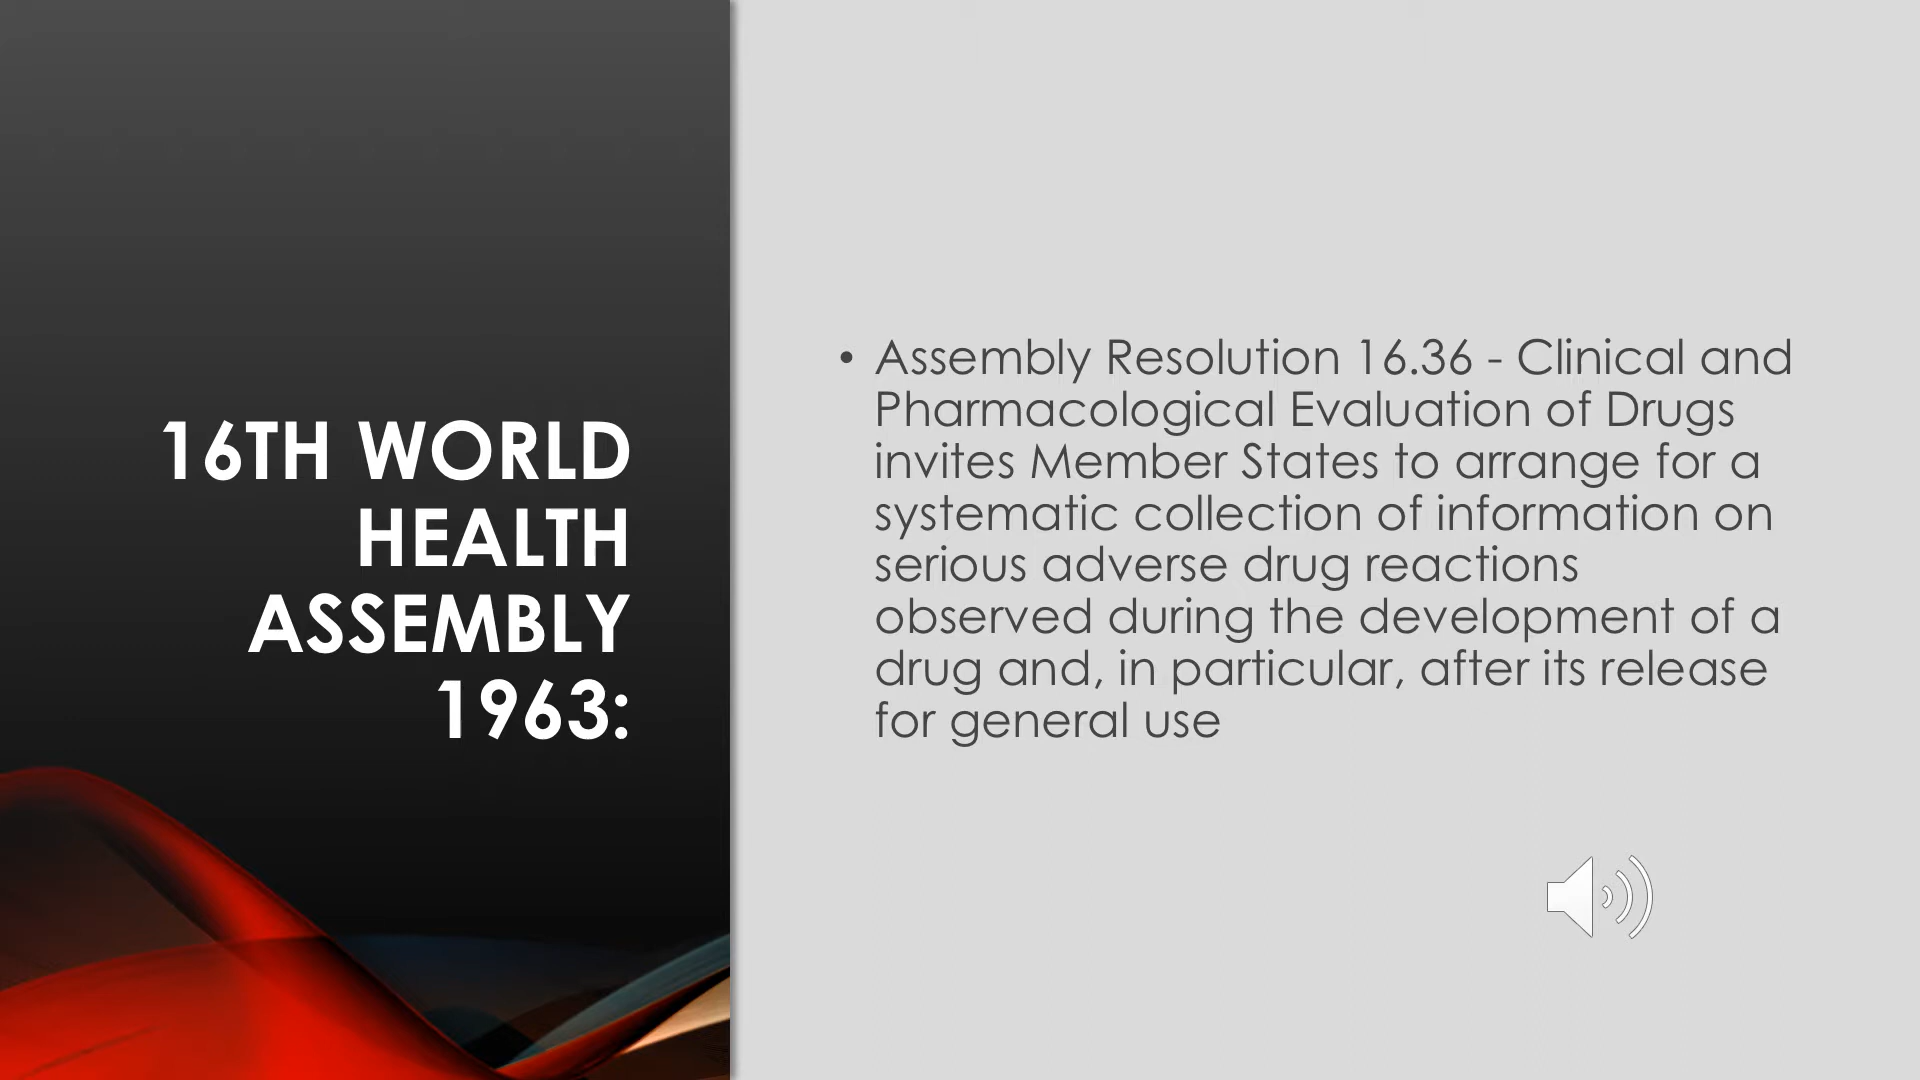 16TH WORLD
HEALTH
ASSEMBLY
1963:
• Assembly Resolution 16.36 - Clinical and
Pharmacological Evaluation of Drugs
invites Member States to arrange for a
systematic collection of information on
serious adverse drug reactions
observed during the development of a
drug and, in particular, after its release
for general use